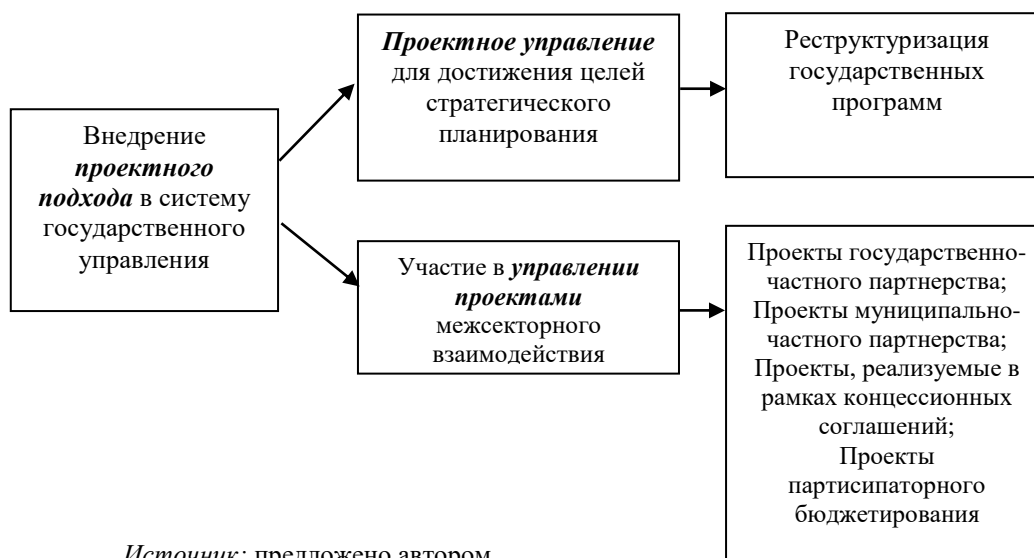 Внедрение
проектного
подхода в систему
государственного
управления
Проектное управление
для достижения целей
стратегического
планирования
Реструктуризация
государственных
программ
Участие в управлении
проектами
межсекторного
взаимодействия
Проекты государственно-
частного партнерства;
Проекты муниципально-
частного партнерства;
Проекты, реализуемые в
рамках концессионных
соглашений;
Проекты
партисипаторного
бюджетирования
Источник: предложено автором